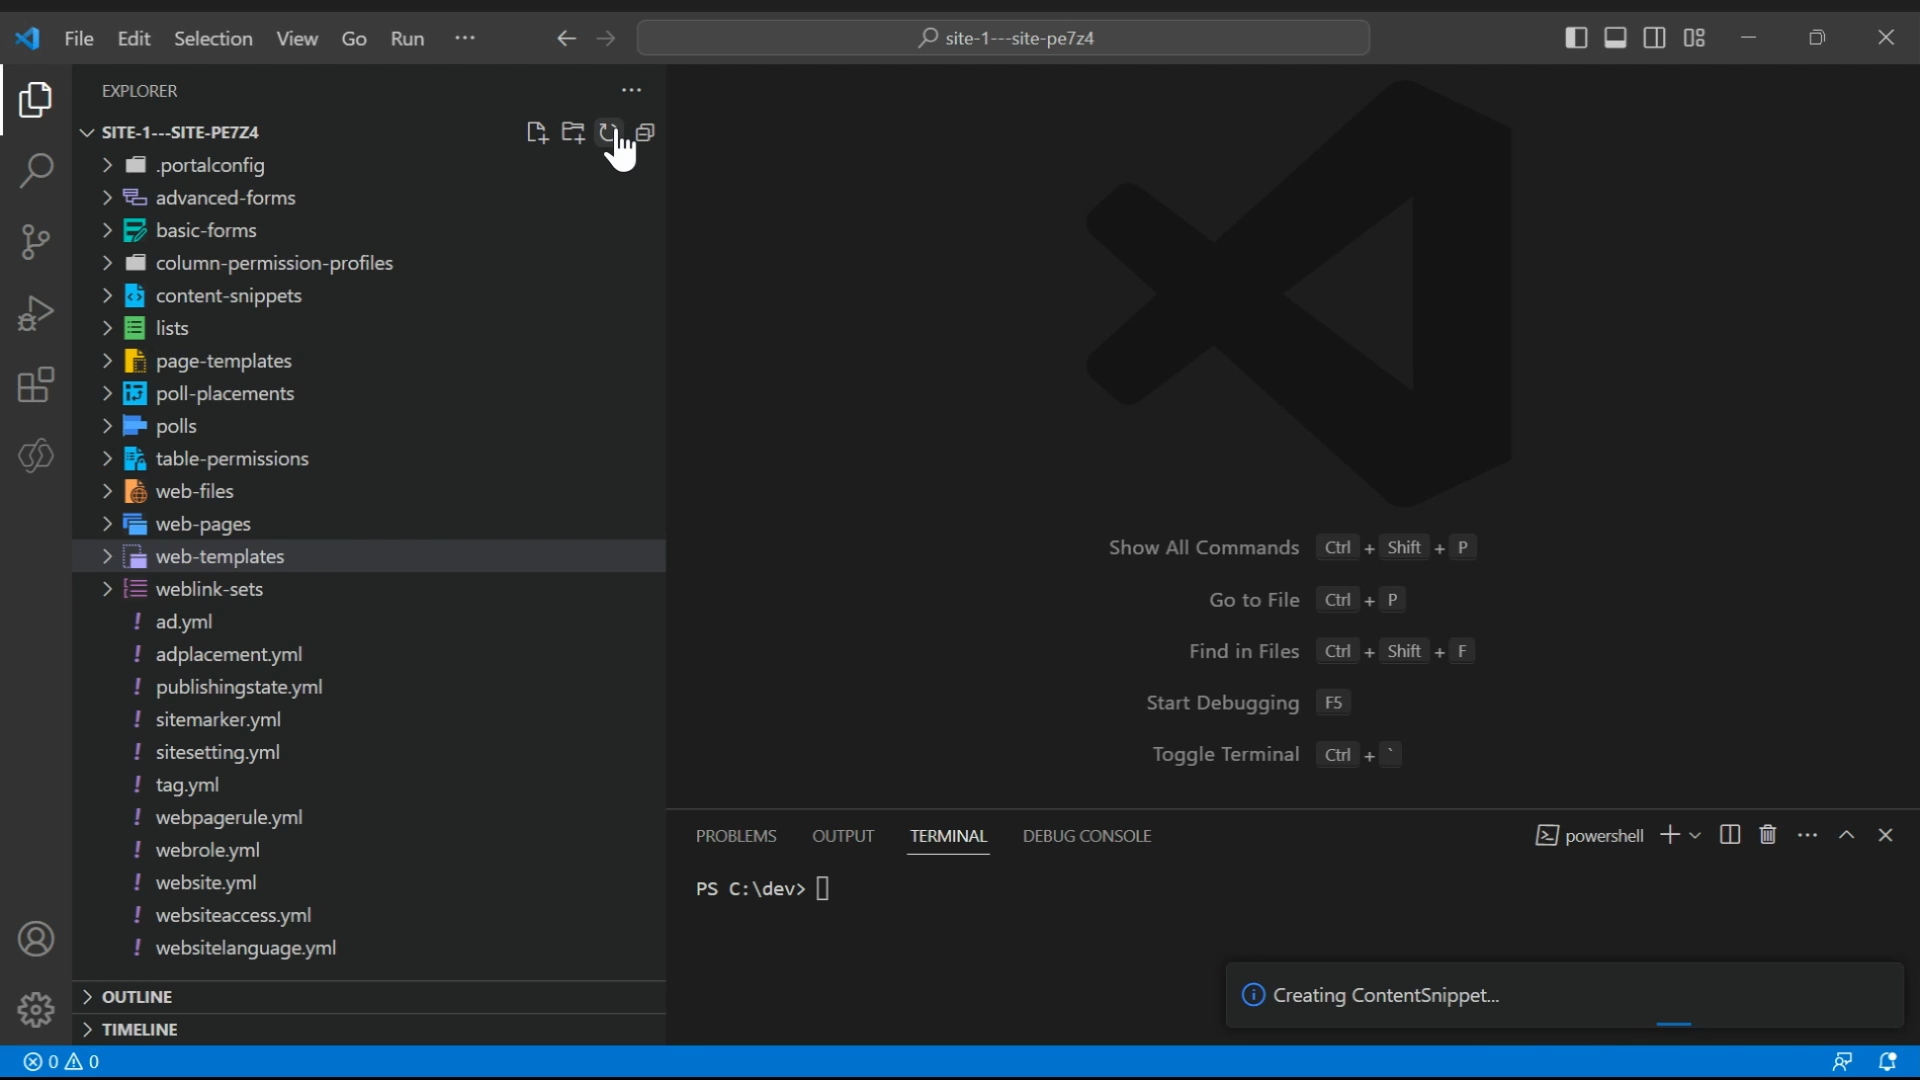 File Edit Selection View Go Run ···
site-1---site-pe7z4
EXPLORER
SITE-1---SITE-PE7Z4
.portalconfig
advanced-forms
basic-forms
column-permission-profiles
content-snippets
lists
page-templates
poll-placements
polls
table-permissions
web-files
web-pages
web-templates
weblink-sets
! ad.yml
! adplacement.yml
! publishingstate.yml
! sitemarker.yml
! sitesetting.yml
! tag.yml
! webpagerule.yml
! webrole.yml
! website.yml
! websiteaccess.yml
! websitelanguage.yml
OUTLINE
TIMELINE
Show All Commands Ctrl + Shift + P
Go to File Ctrl + P
Find in Files Ctrl + Shift + F
Start Debugging F5
Toggle Terminal Ctrl + `
PROBLEMS OUTPUT TERMINAL DEBUG CONSOLE
powershell
PS C:\dev>
Creating ContentSnippet...
0 0